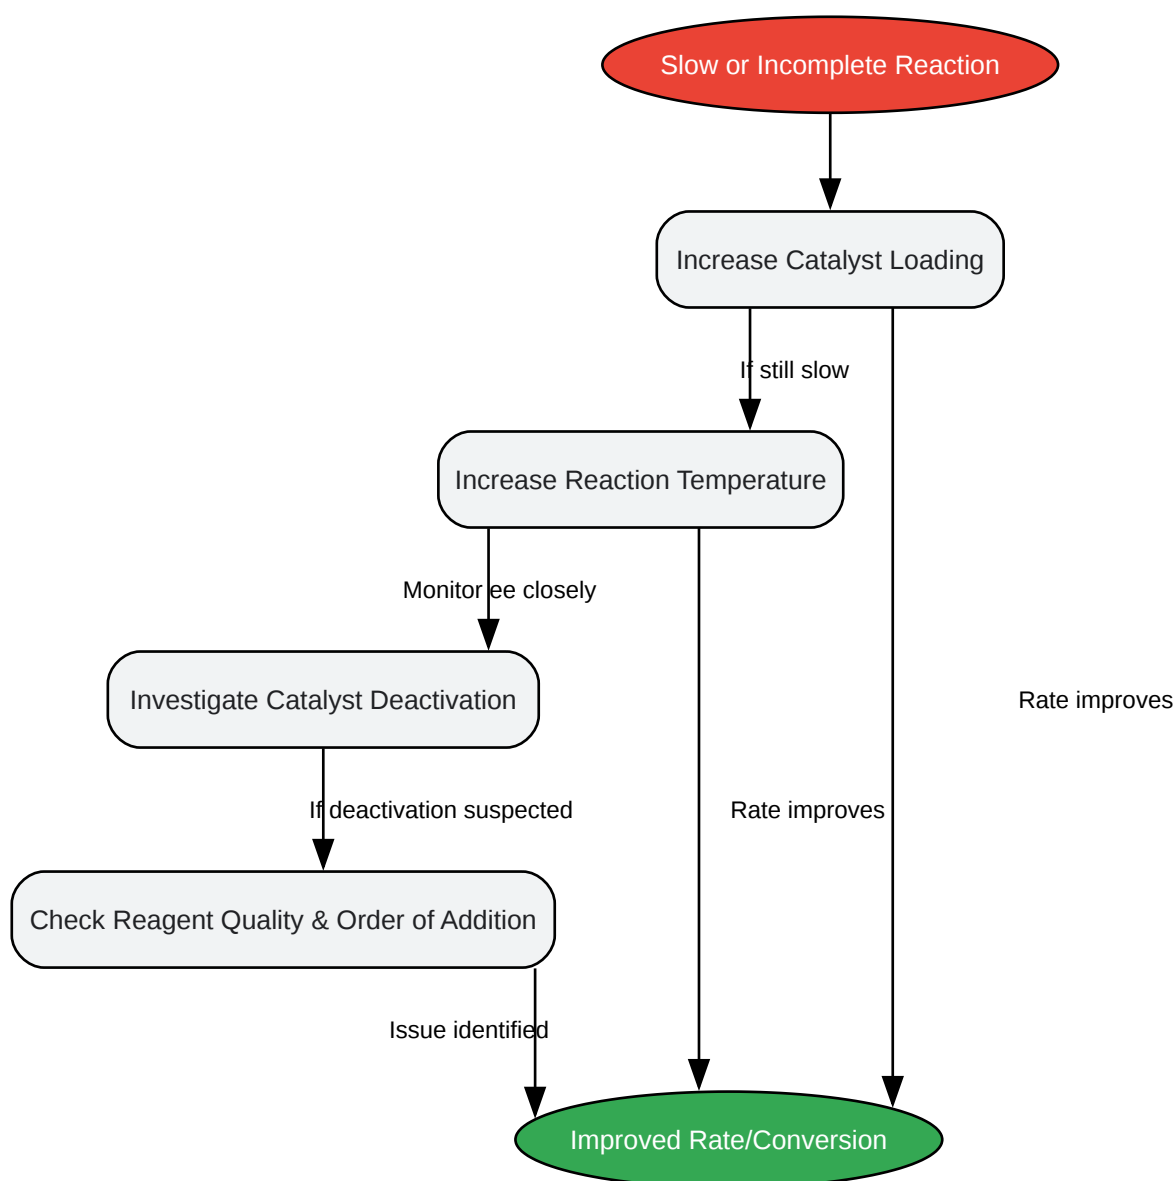 Slow or Incomplete Reaction
Increase Catalyst Loading
If still slow
Increase Reaction Temperature
Monitor ee closely
Investigate Catalyst Deactivation
Rate improves
If deactivation suspected
Rate improves
Check Reagent Quality & Order of Addition
Issue identified
Improved Rate/Conversion